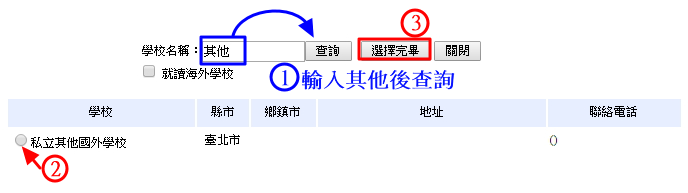 ③
學校名稱：其他 查詢 選擇完畢 關閉
就讀海外學校
①輸入其他後查詢
學校 縣市 鄉鎮市 地址 聯絡電話
私立其他國外學校 臺北市 ()
②